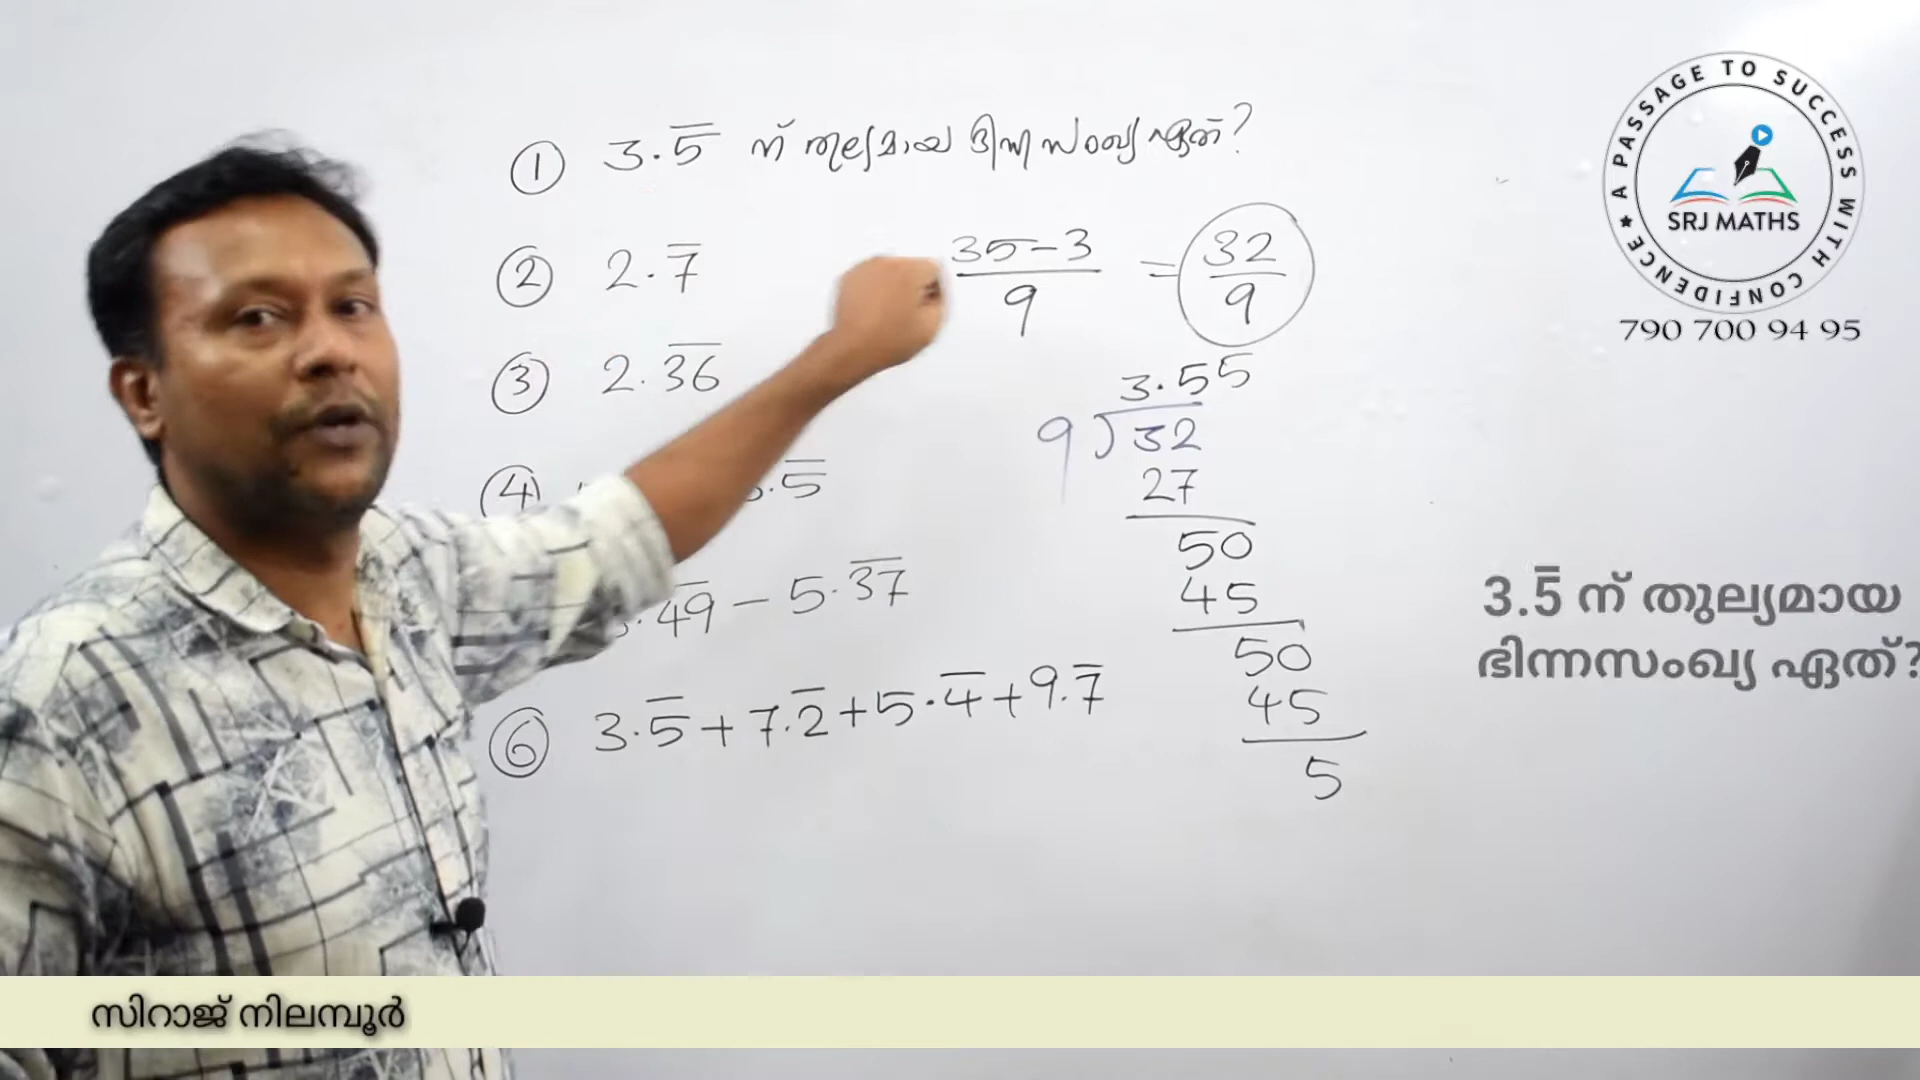 ① 3.5̅ ന് തുല്യമായ ഭിന്നസംഖ്യ ഏത്?
② 2.7̅
35-3/9 = 32/9
③ 2.3̅6̅
3.55
9)32
27
④ .5̅
50
45
.4̅9̅ - 5.3̅7̅
50
45
⑥ 3.5̅+7.2̅+5.4̅+9.7̅
5
A PASSAGE TO SUCCESS WITH CONFIDENCE ★
SRJ MATHS
790 700 94 95
3.5̅ ന് തുല്യമായ
ഭിന്നസംഖ്യ ഏത്?
സിറാജ് നിലമ്പൂർ